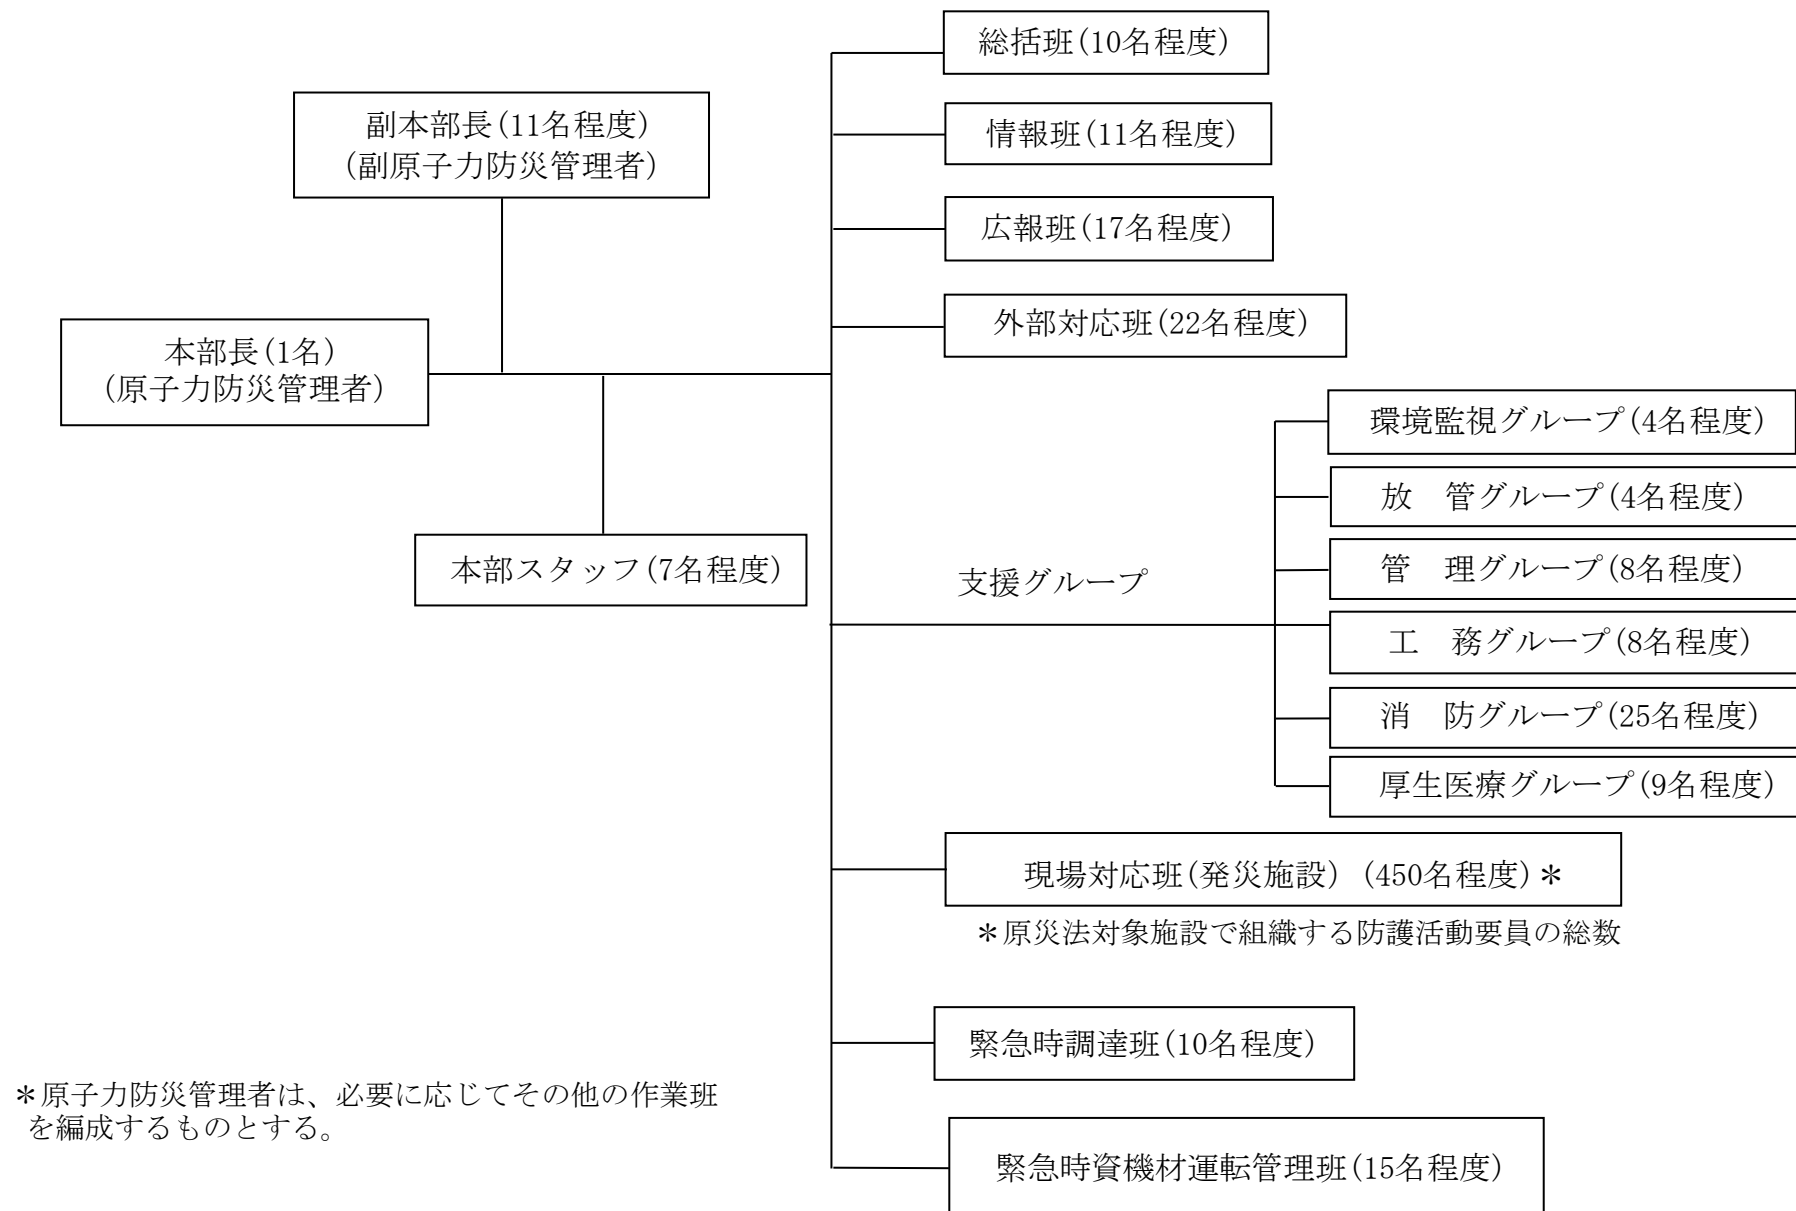 総括班(10名程度)
副本部長(11名程度)
(副原子力防災管理者)
情報班(11名程度)
広報班(17名程度)
外部対応班(22名程度)
本部長(1名)
(原子力防災管理者)
環境監視グループ(4名程度)
放　管グループ(4名程度)
本部スタッフ(7名程度)
支援グループ
管　理グループ(8名程度)
工　務グループ(8名程度)
消　防グループ(25名程度)
厚生医療グループ(9名程度)
現場対応班(発災施設) (450名程度)＊
＊原災法対象施設で組織する防護活動要員の総数
緊急時調達班(10名程度)
＊原子力防災管理者は、必要に応じてその他の作業班
を編成するものとする。
緊急時資機材運転管理班(15名程度)